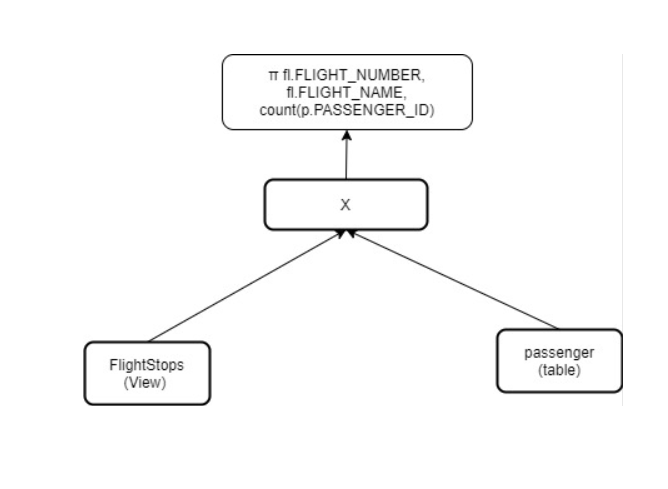 π fl.FLIGHT_NUMBER,
fl.FLIGHT_NAME,
count(p.PASSENGER_ID)
X
FlightStops
(View)
passenger
(table)